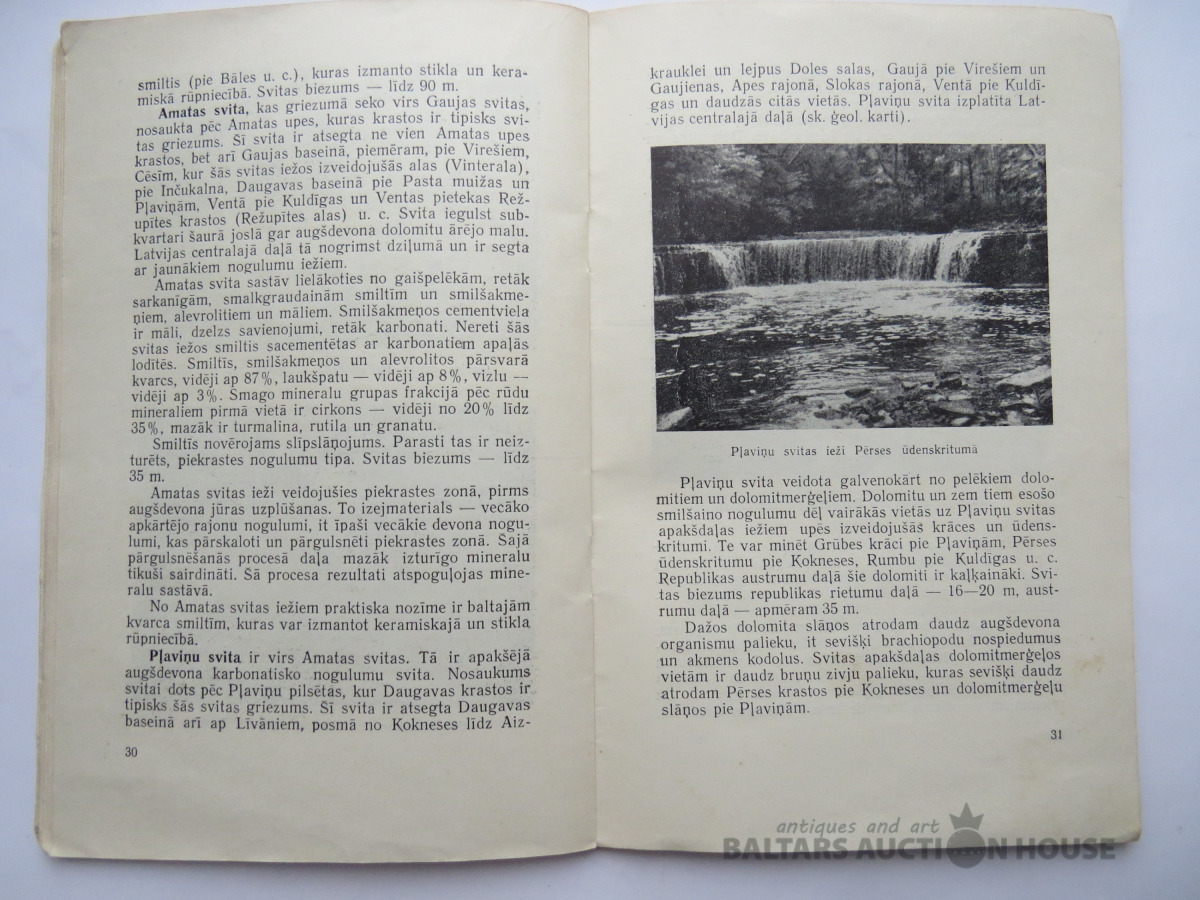 smiltis (pie Bāles u. c.), kuras izmanto stikla un kera-
miskā rūpniecībā. Svitas biezums — līdz 90 m.
Amatas svita, kas griezumā seko virs Gaujas svitas,
nosaukta pēc Amatas upes, kuras krastos ir tipisks svi-
tas griezums. Šī svita ir atsegta ne vien Amatas upes
krastos, bet arī Gaujas baseinā, piemēram, pie Virešiem,
Cēsīm, kur šās svitas iežos izveidojušās alas (Vinterala),
pie Inčukalna, Daugavas baseinā pie Pasta muižas un
Pļaviņām, Ventā pie Kuldīgas un Ventas pietekas Rež-
upītes krastos (Režupītes alas) u. c. Svita iegulst sub-
kvartari šaurā joslā gar augšdevona dolomitu ārējo malu.
Latvijas centralajā daļā tā nogrimst dziļumā un ir segta
ar jaunākiem nogulumu iežiem.
Amatas svita sastāv lielākoties no gaišpelēkām, retāk
sarkanīgām, smalkgraudainām smiltīm un smilšakme-
ņiem, alevrolitiem un māliem. Smilšakmeņos cementviela
ir māli, dzelzs savienojumi, retāk karbonati. Nereti šās
svitas iežos smiltis sacementētas ar karbonatiem apaļās
lodītēs. Smiltīs, smilšakmeņos un alevrolitos pārsvarā
kvarcs, vidēji ap 87%, laukšpatu — vidēji ap 8%, vizlu —
vidēji ap 3%. Smago mineralu grupas frakcijā pēc rūdu
mineraliem pirmā vietā ir cirkons — vidēji no 20% līdz
35%, mazāk ir turmalina, rutila un granatu.
Smiltīs novērojams slīpslāņojums. Parasti tas ir neiz-
turēts, piekrastes nogulumu tipa. Svitas biezums — līdz
35 m.
Amatas svitas ieži veidojušies piekrastes zonā, pirms
augšdevona jūras uzplūšanas. To izejmaterials — vecāko
apkārtējo rajonu nogulumi, it īpaši vecākie devona nogu-
lumi, kas pārskaloti un pārgulsnēti piekrastes zonā. Šajā
pārgulsnēšanās procesā daļa mazāk izturīgo mineralu
tikuši sairdināti. Šā procesa rezultati atspoguļojas mine-
ralu sastāvā.
No Amatas svitas iežiem praktiska nozīme ir baltajām
kvarca smiltīm, kuras var izmantot keramiskajā un stikla
rūpniecībā.
Pļaviņu svita ir virs Amatas svitas. Tā ir apakšējā
augšdevona karbonatisko nogulumu svita. Nosaukums
svitai dots pēc Pļaviņu pilsētas, kur Daugavas krastos ir
tipisks šās svitas griezums. Šī svita ir atsegta Daugavas
baseinā arī ap Līvāniem, posmā no Kokneses līdz Aiz-
30
krauklei un lejpus Doles salas, Gaujā pie Virešiem un
Gaujienas, Apes rajonā, Slokas rajonā, Ventā pie Kuldī-
gas un daudzās citās vietās. Pļaviņu svita izplatīta Lat-
vijas centralajā daļā (sk. ģeol. karti).
Pļaviņu svitas ieži Pērses ūdenskritumā
Pļaviņu svita veidota galvenokārt no pelēkiem dolo-
mitiem un dolomitmerģeļiem. Dolomitu un zem tiem esošo
smilšaino nogulumu dēļ vairākās vietās uz Pļaviņu svitas
apakšdaļas iežiem upēs izveidojušās krāces un ūdens-
kritumi. Te var minēt Grūbes krāci pie Pļaviņām, Pērses
ūdenskritumu pie Kokneses, Rumbu pie Kuldīgas u. c.
Republikas austrumu daļā šie dolomiti ir kaļķaināki. Svi-
tas biezums republikas rietumu daļā — 16—20 m, aust-
rumu daļā — apmēram 35 m.
Dažos dolomita slāņos atrodam daudz augšdevona
organismu palieku, it sevišķi brachiopodu nospiedumus
un akmens kodolus. Svitas apakšdaļas dolomitmerģeļos
vietām ir daudz bruņu zivju palieku, kuras sevišķi daudz
atrodam Pērses krastos pie Kokneses un dolomitmerģeļu
slāņos pie Pļaviņām.
31
antiques and art
BALTARS AUCTION HOUSE